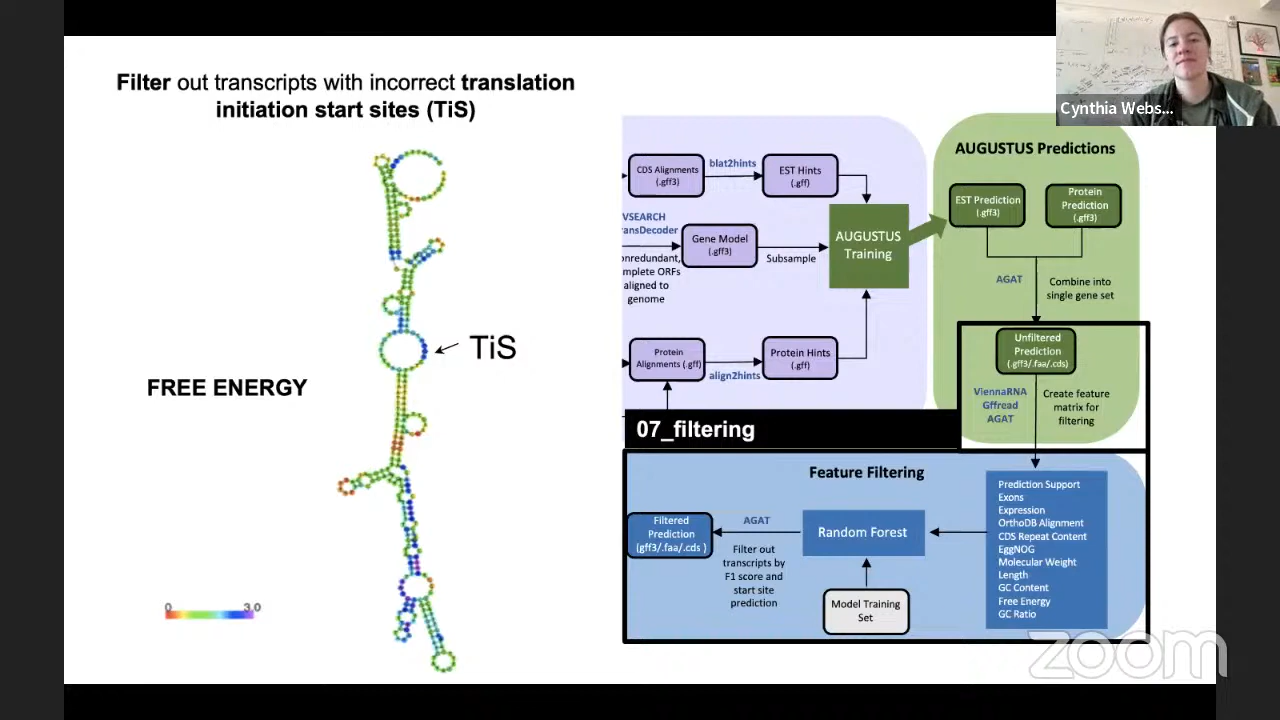 Filter out transcripts with incorrect translation
initiation start sites (TiS)
TiS
FREE ENERGY
0
3.0
Cynthia Webs...
CDS Alignments
(.gff3)
blat2hints
EST Hints
(.gff)
VSEARCH
ransDecoder
onredundant,
mplete ORFs
aligned to
genome
Gene Model
(.gff3)
Subsample
AUGUSTUS
Training
Protein
Alignments (.gff)
align2hints
Protein Hints
(.gff)
AUGUSTUS Predictions
EST Prediction
(.gff3)
Protein
Prediction
(.gff3)
AGAT
Combine into
single gene set
Unfiltered
Prediction
(.gff3/.faa/.cds)
ViennaRNA
Gffread
AGAT
Create feature
matrix for
filtering
07_filtering
Feature Filtering
Filtered
Prediction
(gff3/.faa/.cds )
AGAT
Filter out
transcripts by
F1 score and
start site
prediction
Random Forest
Model Training
Set
Prediction Support
Exons
Expression
OrthoDB Alignment
CDS Repeat Content
EggNOG
Molecular Weight
Length
GC Content
Free Energy
GC Ratio
zoom